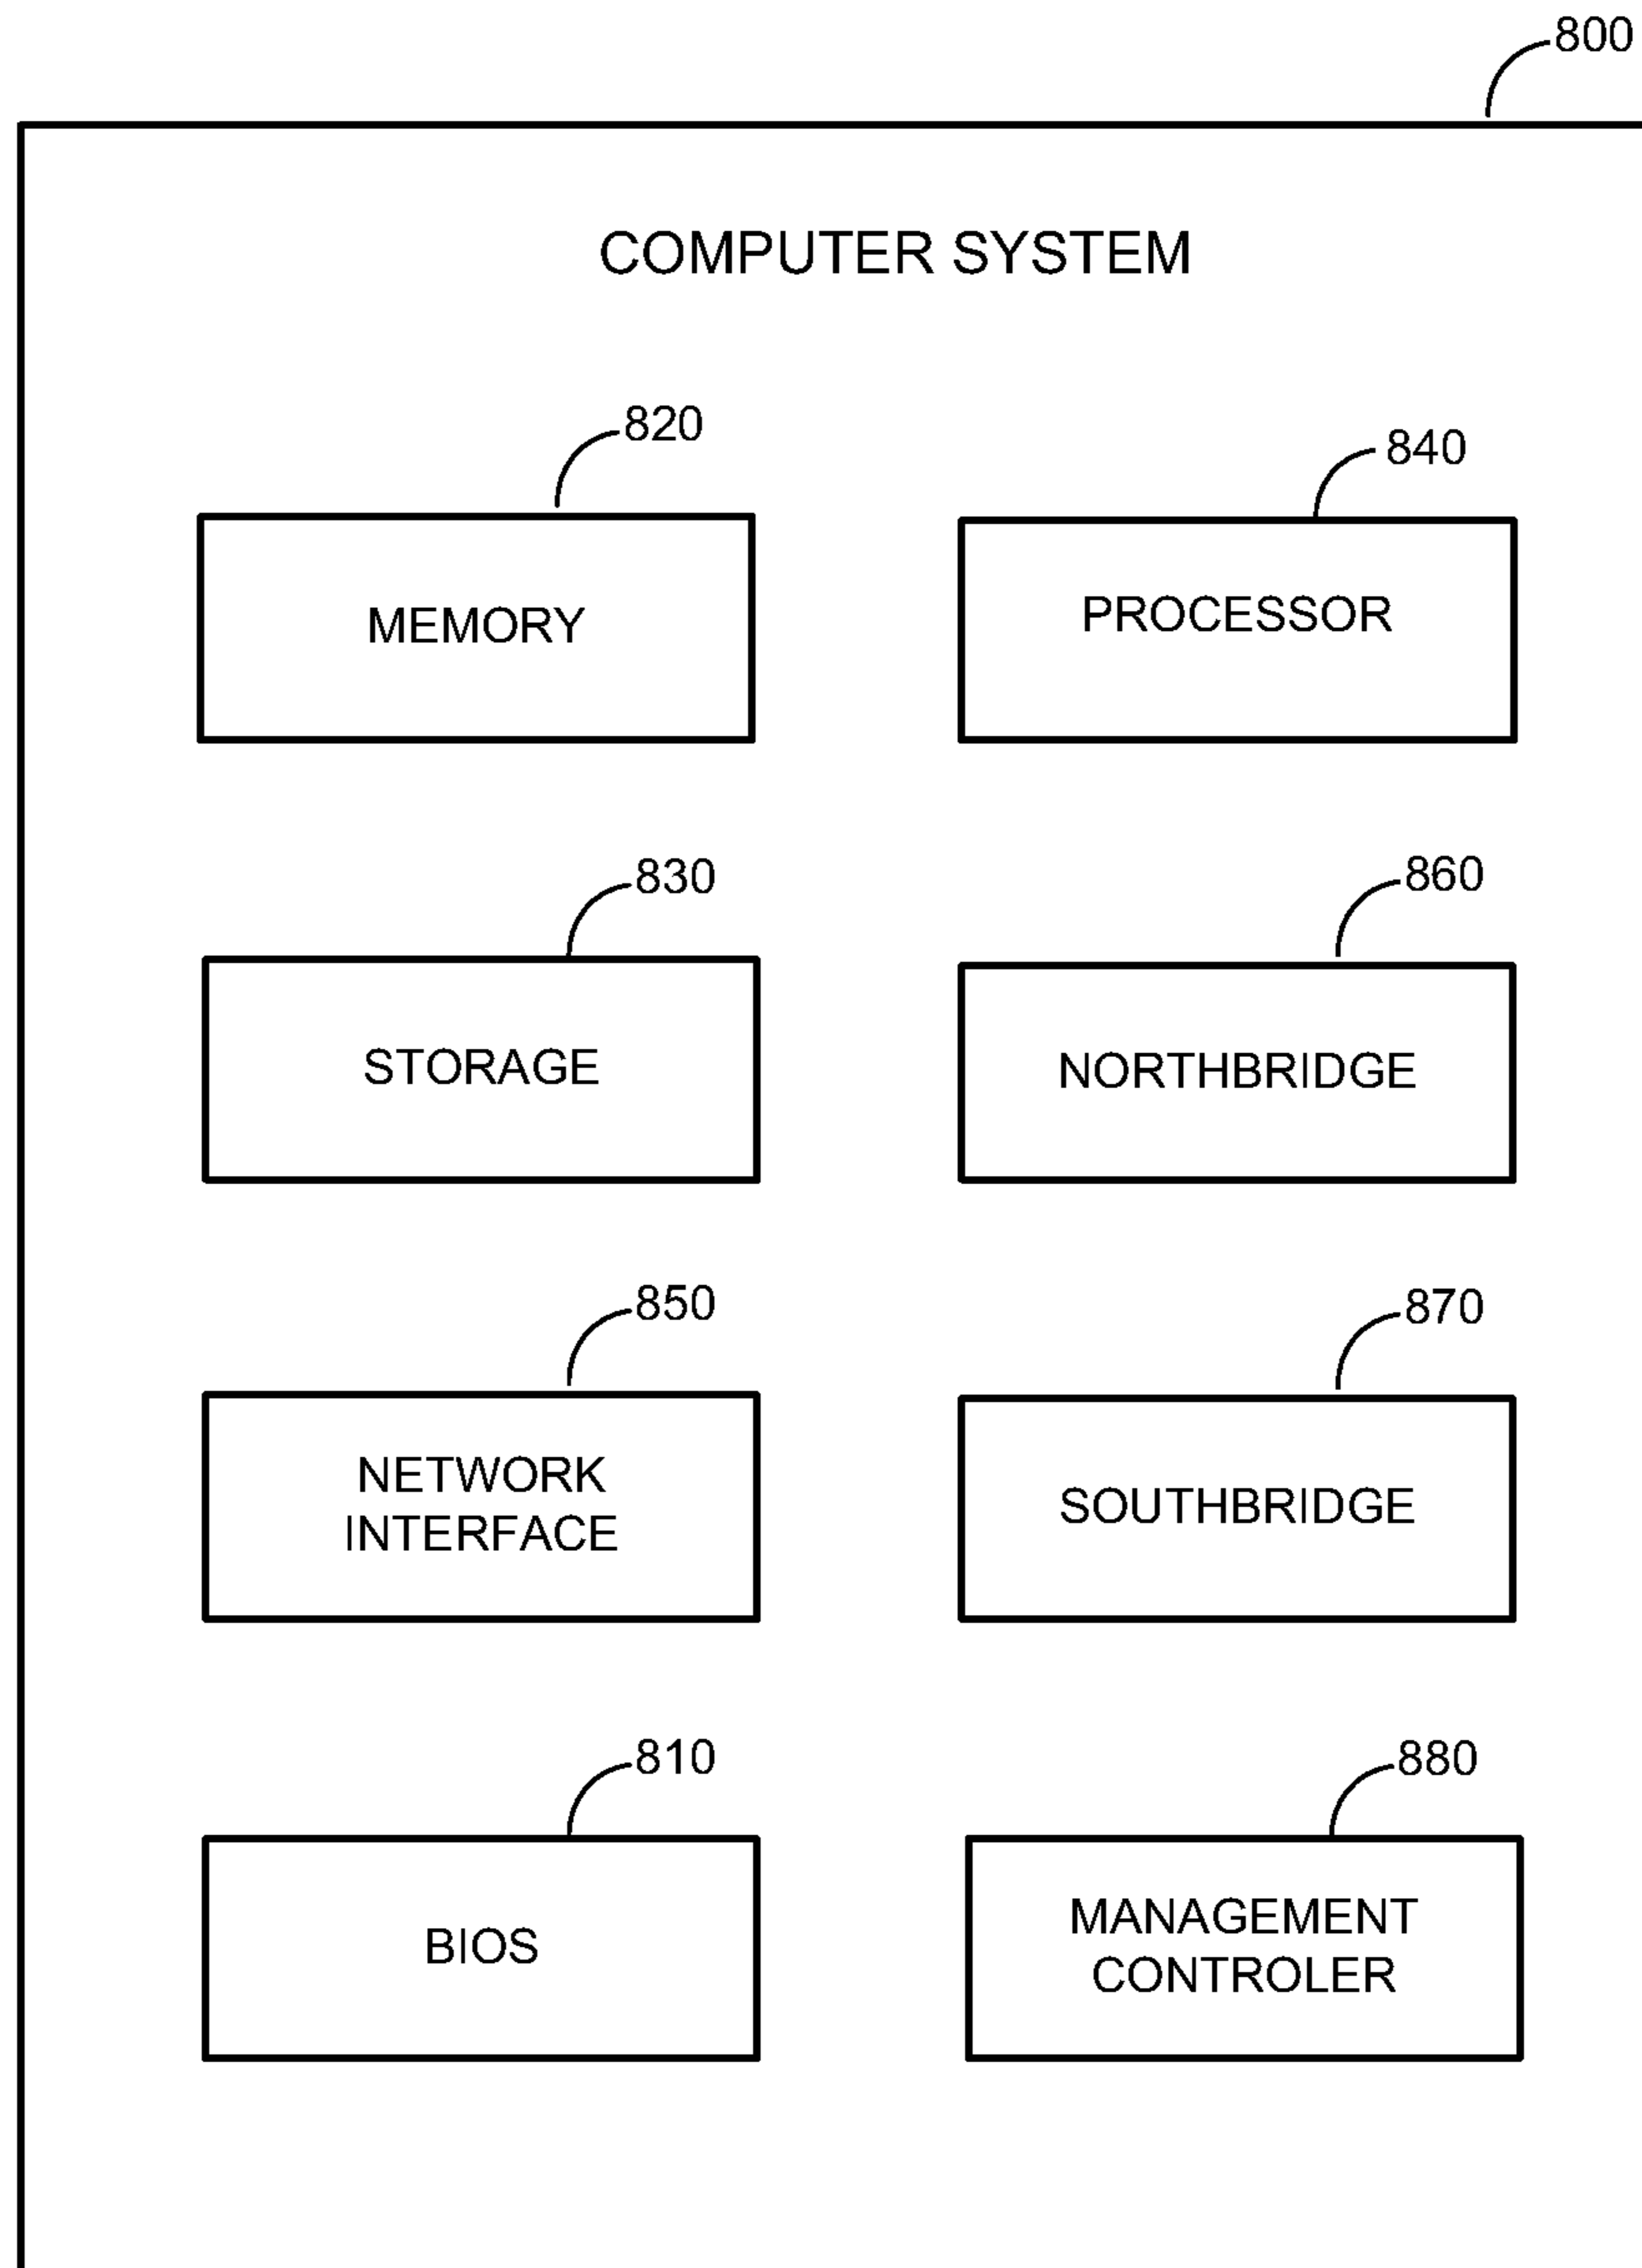 800
COMPUTER SYSTEM
820
840
MEMORY
PROCESSOR
830
860
STORAGE
NORTHBRIDGE
850
870
NETWORK
INTERFACE
SOUTHBRIDGE
810
880
BIOS
MANAGEMENT
CONTROLER